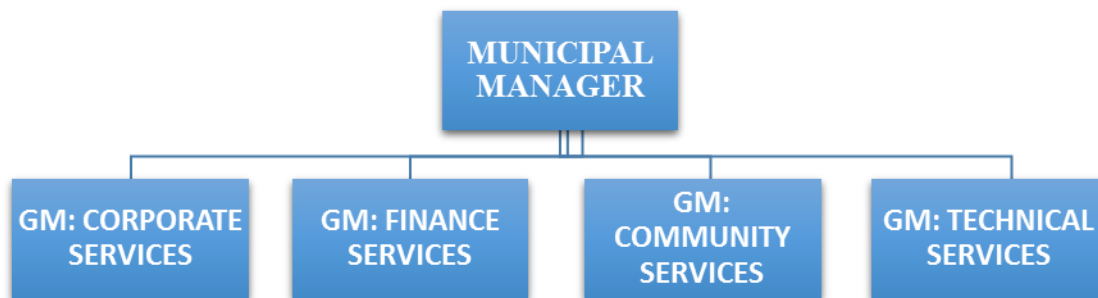 MUNICIPAL
MANAGER
GM: CORPORATE
SERVICES
GM: FINANCE
SERVICES
GM:
COMMUNITY
SERVICES
GM: TECHNICAL
SERVICES